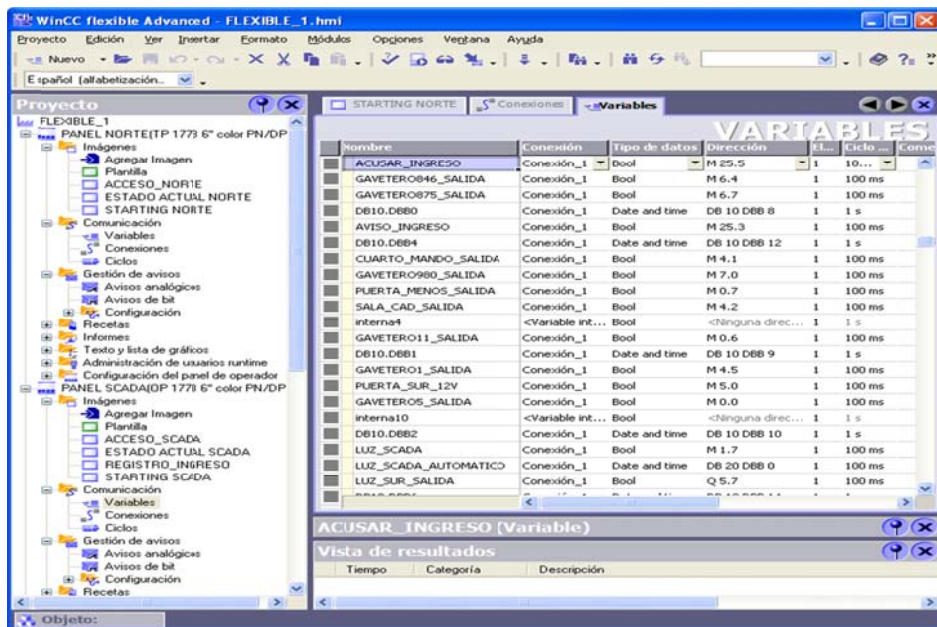 WinCC flexible Advanced - FLEXIBLE_1.hmi
Proyecto Edición Ver Insertar Formato Módulos Opciones Ventana Ayuda
Nuevo
Español (alfabetización...
Proyecto
FLEXIBLE_1
PANEL NORTE(TP 177B 6" color PN/DP
Imágenes
Agregar Imagen
Plantilla
ACCESO_NORTE
ESTADO ACTUAL NORTE
STARTING NORTE
Comunicación
Variables
Conexiones
Ciclos
Gestión de avisos
Avisos analógicos
Avisos de bit
Configuración
Recetas
Informes
Texto y lista de gráficos
Administración de usuarios runtime
Configuración del panel de operador
PANEL SCADA(OP 177B 6" color PN/DP
Imágenes
Agregar Imagen
Plantilla
ACCESO_SCADA
ESTADO ACTUAL SCADA
REGISTRO_INGRESO
STARTING SCADA
Comunicación
Variables
Conexiones
Ciclos
Gestión de avisos
Avisos analógicos
Avisos de bit
Configuración
Recetas
STARTING NORTE Conexiones Variables
VARIABLES
Nombre Conexión Tipo de datos Dirección El... Ciclo ... Come
ACUSAR_INGRESO Conexión_1 Bool M 25.5 1 10...
GAVETERO846_SALIDA Conexión_1 Bool M 6.4 1 100 ms
GAVETERO875_SALIDA Conexión_1 Bool M 6.7 1 100 ms
DB10.DBB0 Conexión_1 Date and time DB 10 DBB 8 1 1 s
AVISO_INGRESO Conexión_1 Bool M 25.3 1 100 ms
DB10.DBB4 Conexión_1 Date and time DB 10 DBB 12 1 1 s
CUARTO_MANDO_SALIDA Conexión_1 Bool M 4.1 1 100 ms
GAVETERO980_SALIDA Conexión_1 Bool M 7.0 1 100 ms
PUERTA_MENOS_SALIDA Conexión_1 Bool M 0.7 1 100 ms
SALA_CAD_SALIDA Conexión_1 Bool M 4.2 1 100 ms
interna4 <Variable int... Bool <Ninguna direc... 1 1 s
GAVETERO11_SALIDA Conexión_1 Bool M 0.6 1 100 ms
DB10.DBB1 Conexión_1 Date and time DB 10 DBB 9 1 1 s
GAVETERO1_SALIDA Conexión_1 Bool M 4.5 1 100 ms
PUERTA_SUR_12V Conexión_1 Bool M 5.0 1 100 ms
GAVETERO5_SALIDA Conexión_1 Bool M 0.0 1 100 ms
interna10 <Variable int... Bool <Ninguna direc... 1 1 s
DB10.DBB2 Conexión_1 Date and time DB 10 DBB 10 1 1 s
LUZ_SCADA Conexión_1 Bool M 1.7 1 100 ms
LUZ_SCADA_AUTOMATICO Conexión_1 Date and time DB 20 DBB 0 1 100 ms
LUZ_SUR_SALIDA Conexión_1 Bool Q 5.7 1 100 ms
ACUSAR_INGRESO (Variable)
Vista de resultados
Tiempo Categoría Descripción
Objeto: